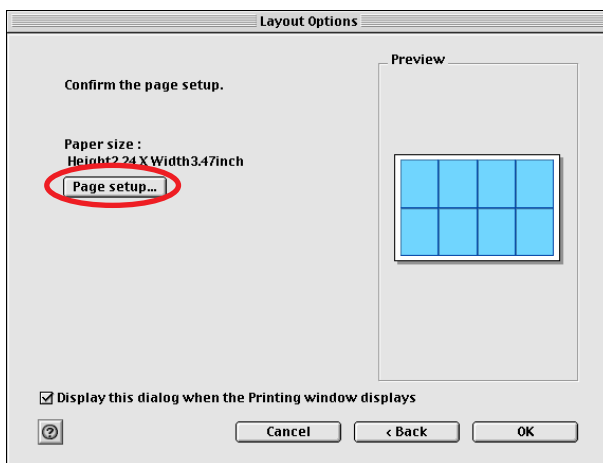 Layout Options
Preview
Confirm the page setup.
Paper size :
Height2.24 X Width3.47inch
Page setup...
Display this dialog when the Printing window displays
?
Cancel
< Back
OK